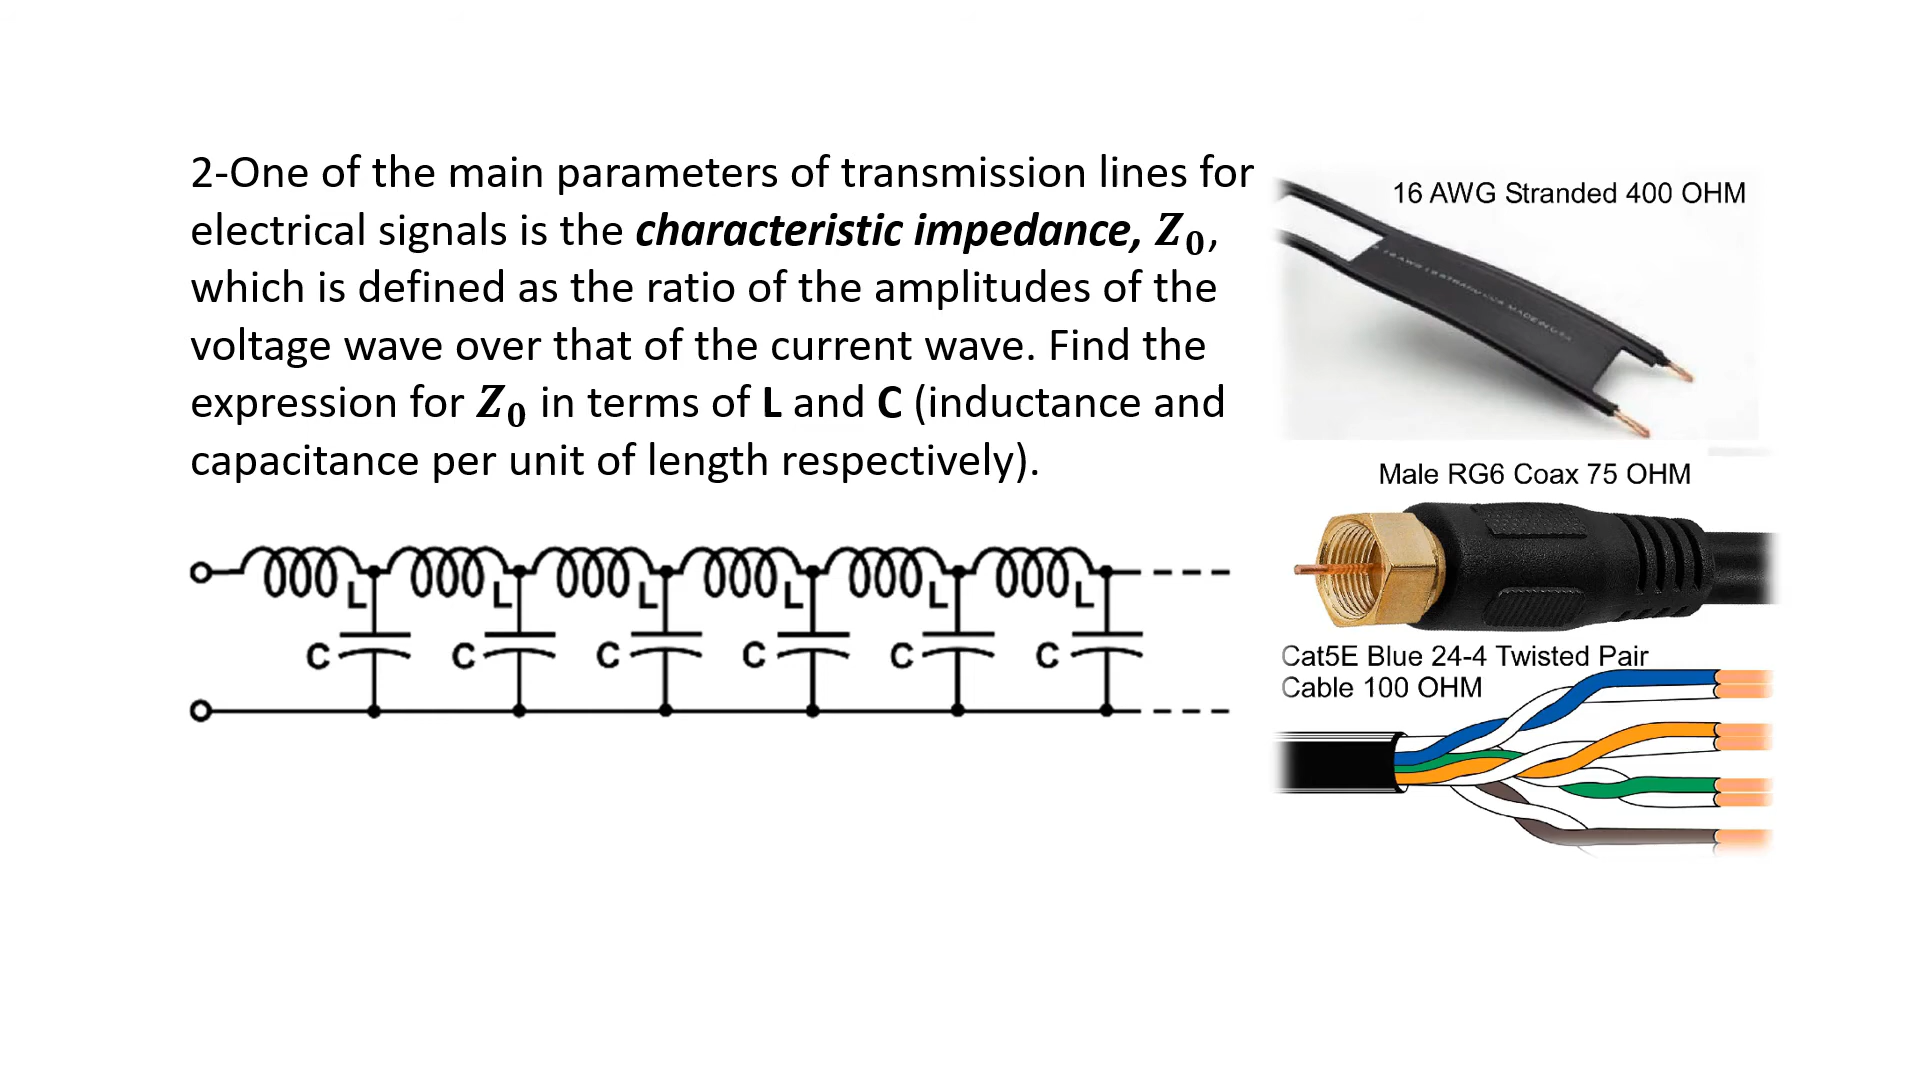 2-One of the main parameters of transmission lines for
electrical signals is the characteristic impedance, Z₀,
which is defined as the ratio of the amplitudes of the
voltage wave over that of the current wave. Find the
expression for Z₀ in terms of L and C (inductance and
capacitance per unit of length respectively).
16 AWG Stranded 400 OHM
Male RG6 Coax 75 OHM
Cat5E Blue 24-4 Twisted Pair
Cable 100 OHM
L L L L L L
C C C C C C